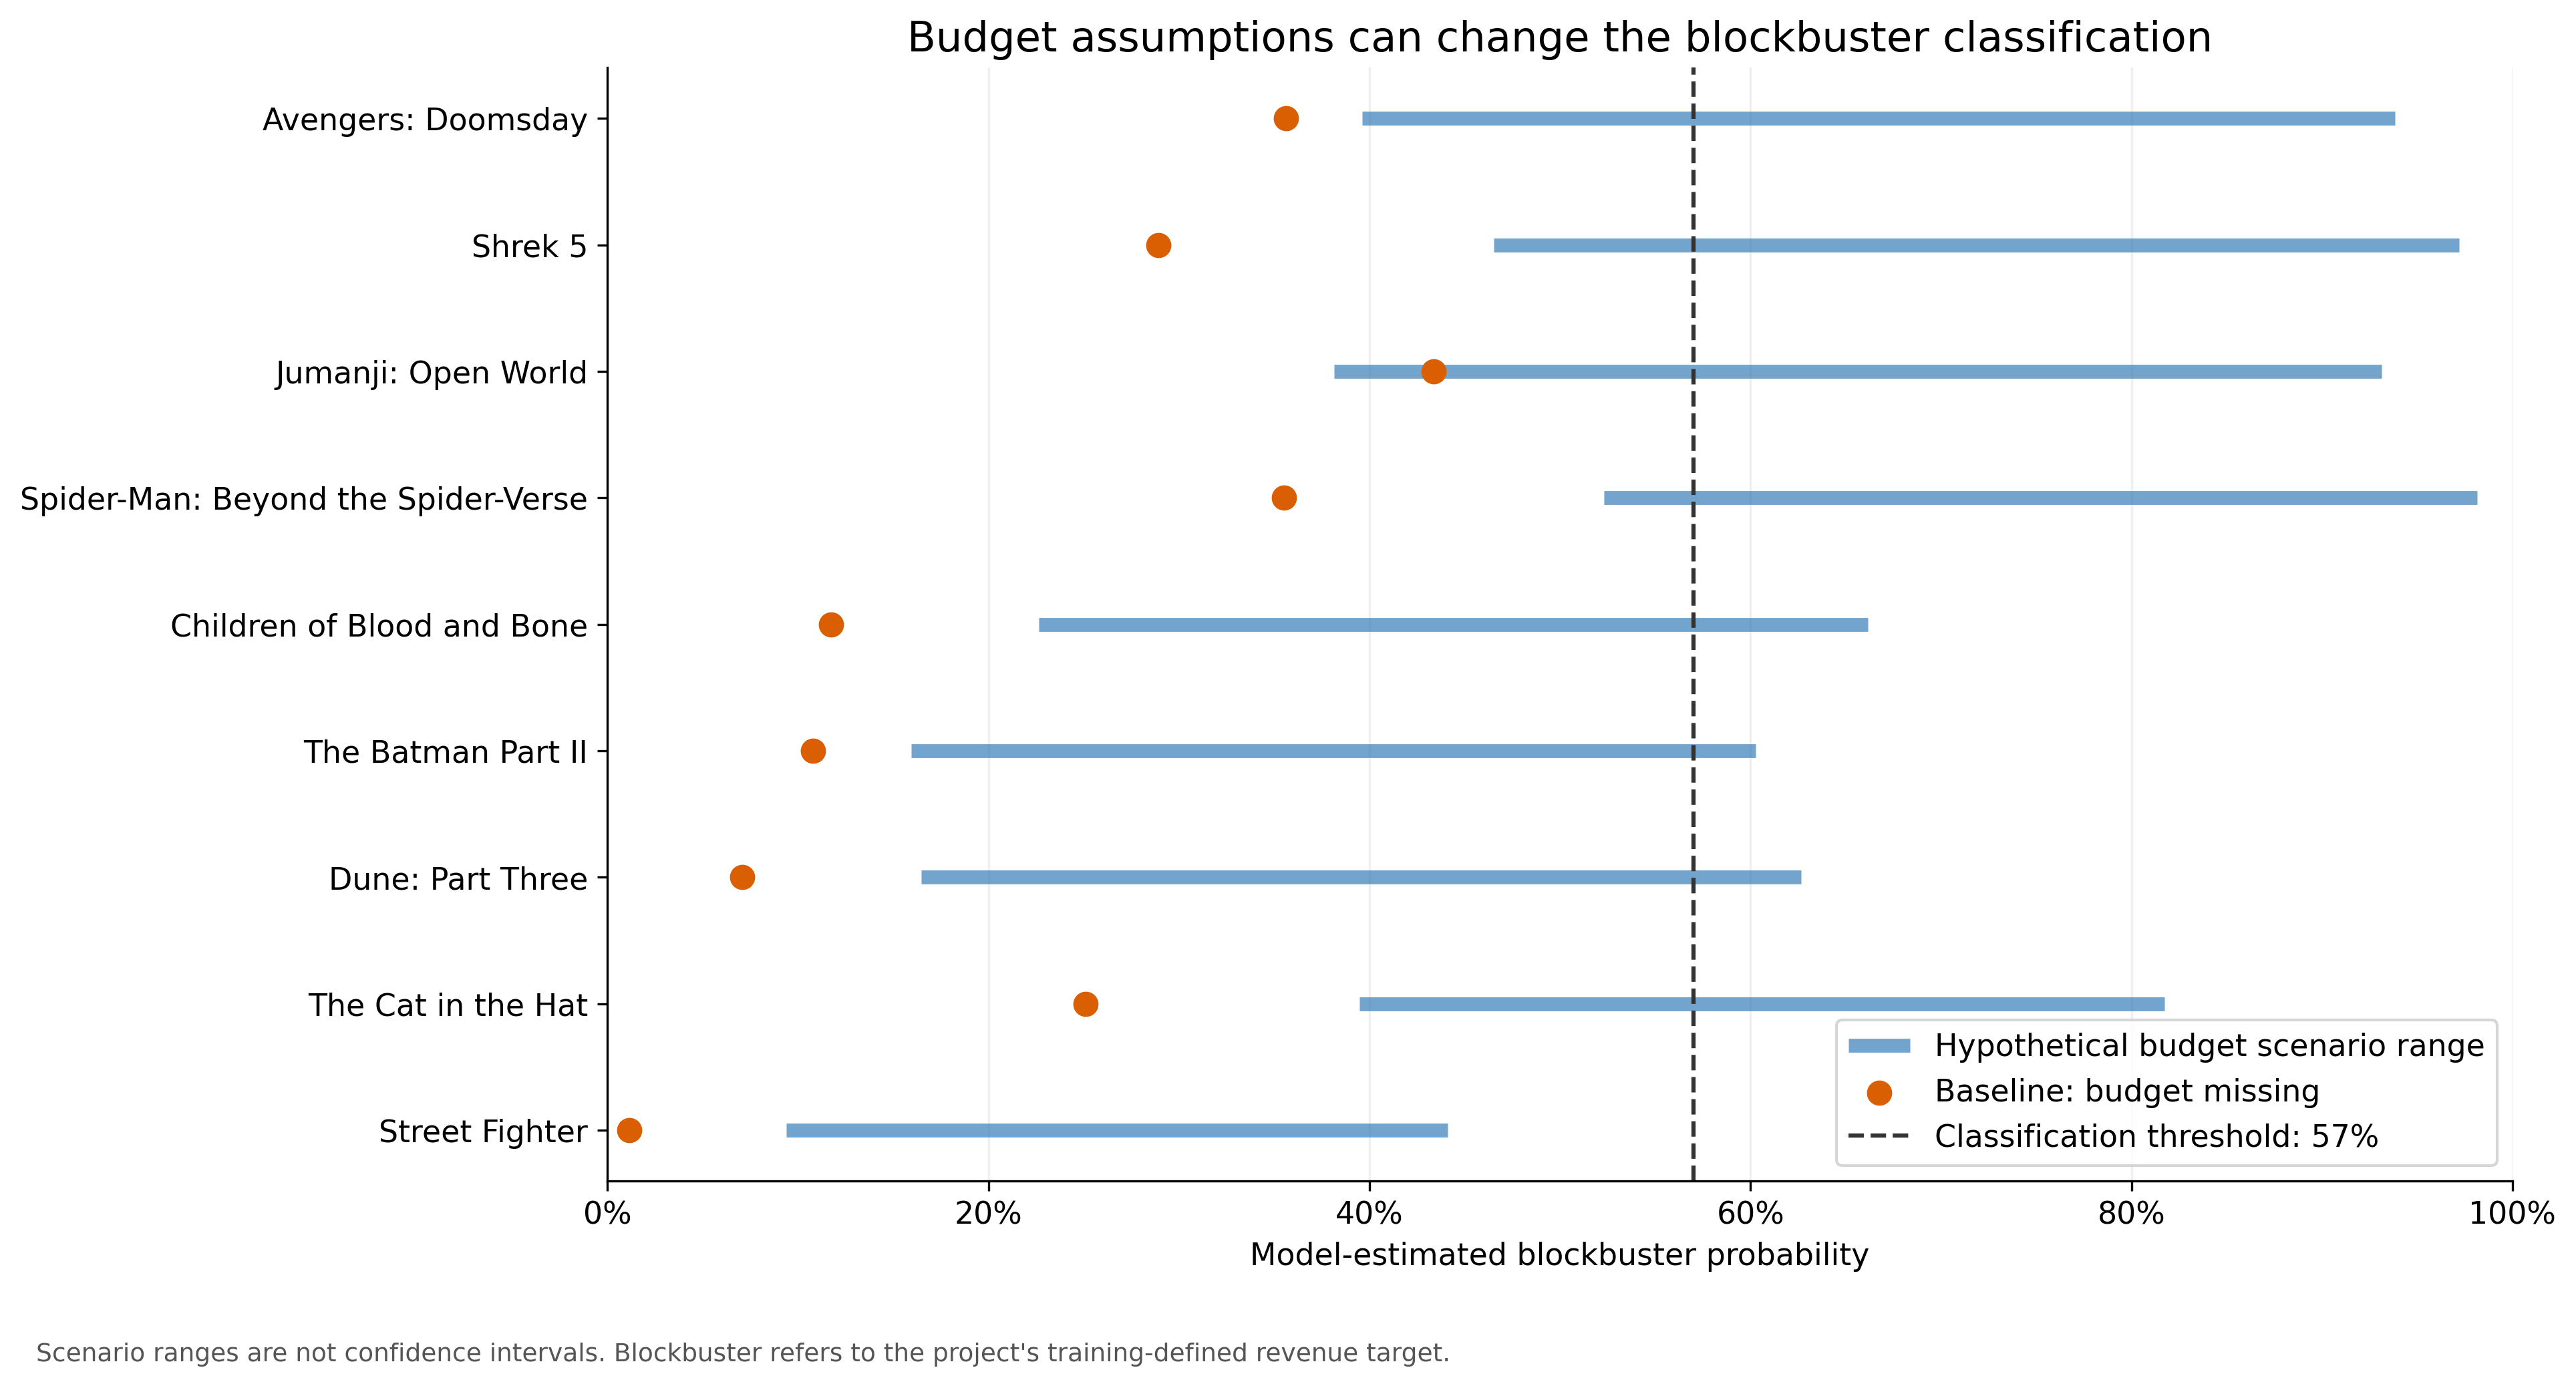 Budget assumptions can change the blockbuster classification
Avengers: Doomsday
Shrek 5
Jumanji: Open World
Spider-Man: Beyond the Spider-Verse
Children of Blood and Bone
The Batman Part II
Dune: Part Three
The Cat in the Hat
Street Fighter
Hypothetical budget scenario range
Baseline: budget missing
Classification threshold: 57%
0% 20% 40% 60% 80% 100%
Model-estimated blockbuster probability
Scenario ranges are not confidence intervals. Blockbuster refers to the project's training-defined revenue target.